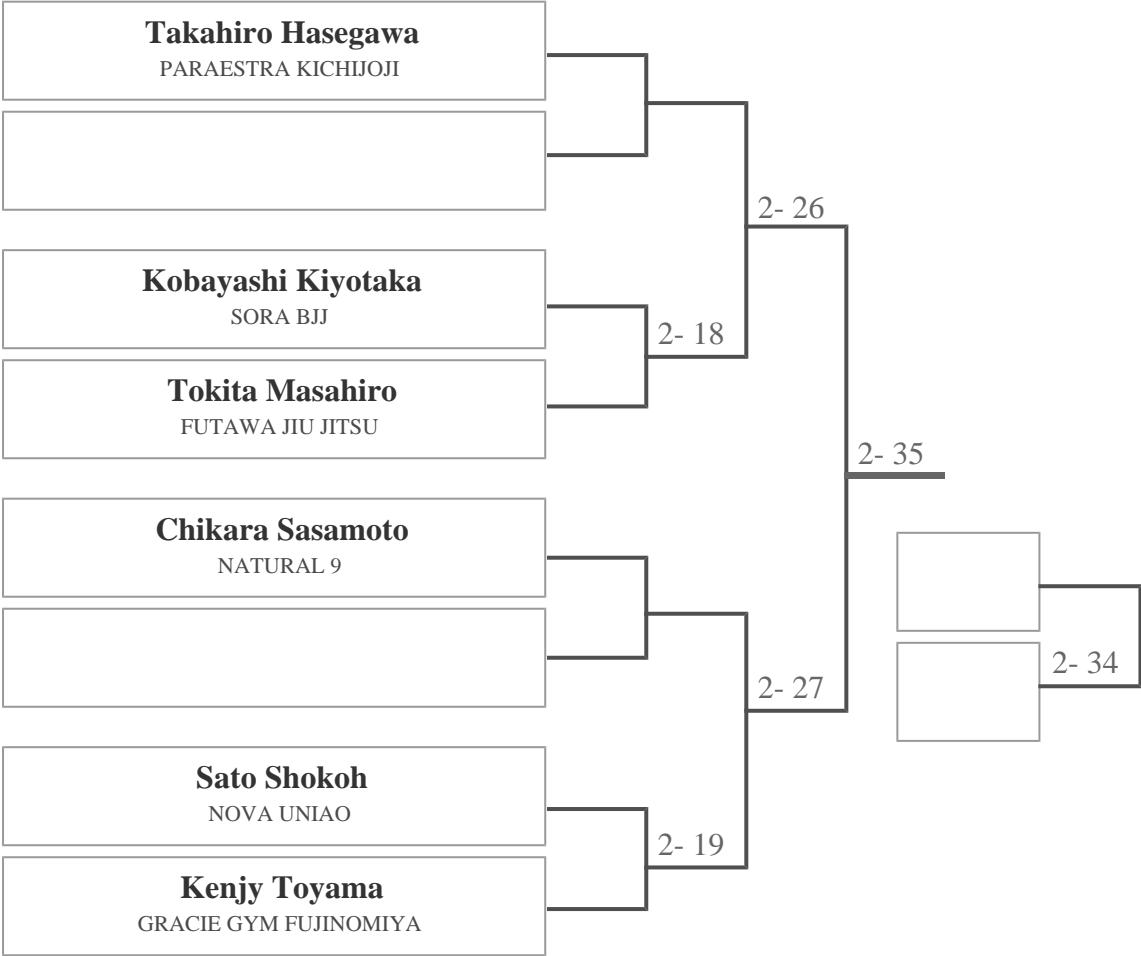 Takahiro Hasegawa
PARAESTRA KICHIJOJI
2- 26
Kobayashi Kiyotaka
SORA BJJ
2- 18
Tokita Masahiro
FUTAWA JIU JITSU
2- 35
Chikara Sasamoto
NATURAL 9
2- 34
2- 27
Sato Shokoh
NOVA UNIAO
2- 19
Kenjy Toyama
GRACIE GYM FUJINOMIYA